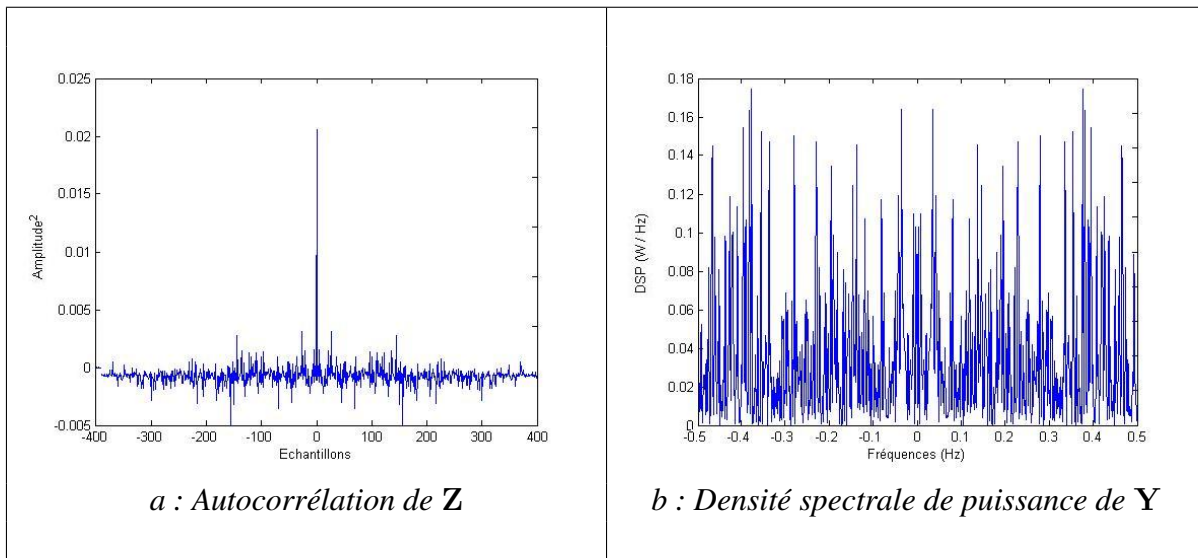 0.025
0.02
0.015
0.01
0.005
0
-0.005
Amplitude²
-400 -300 -200 -100 0 100 200 300 400
Echantillons
a : Autocorrélation de Z
0.18
0.16
0.14
0.12
0.1
0.08
0.06
0.04
0.02
0
DSP (W / Hz)
-0.5 -0.4 -0.3 -0.2 -0.1 0 0.1 0.2 0.3 0.4 0.5
Fréquences (Hz)
b : Densité spectrale de puissance de Y